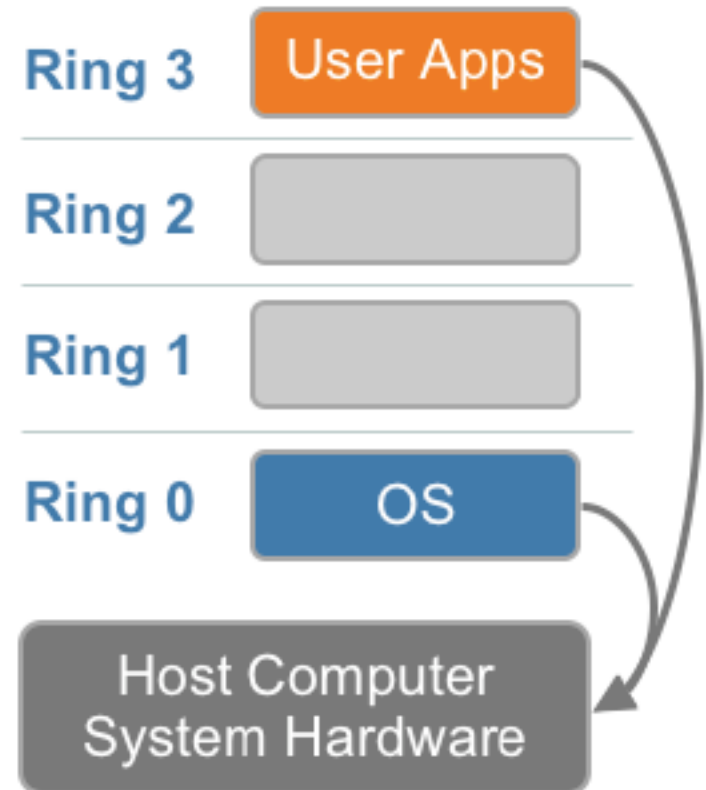 Ring 3
User Apps
Ring 2
Ring 1
Ring 0
OS
Host Computer
System Hardware